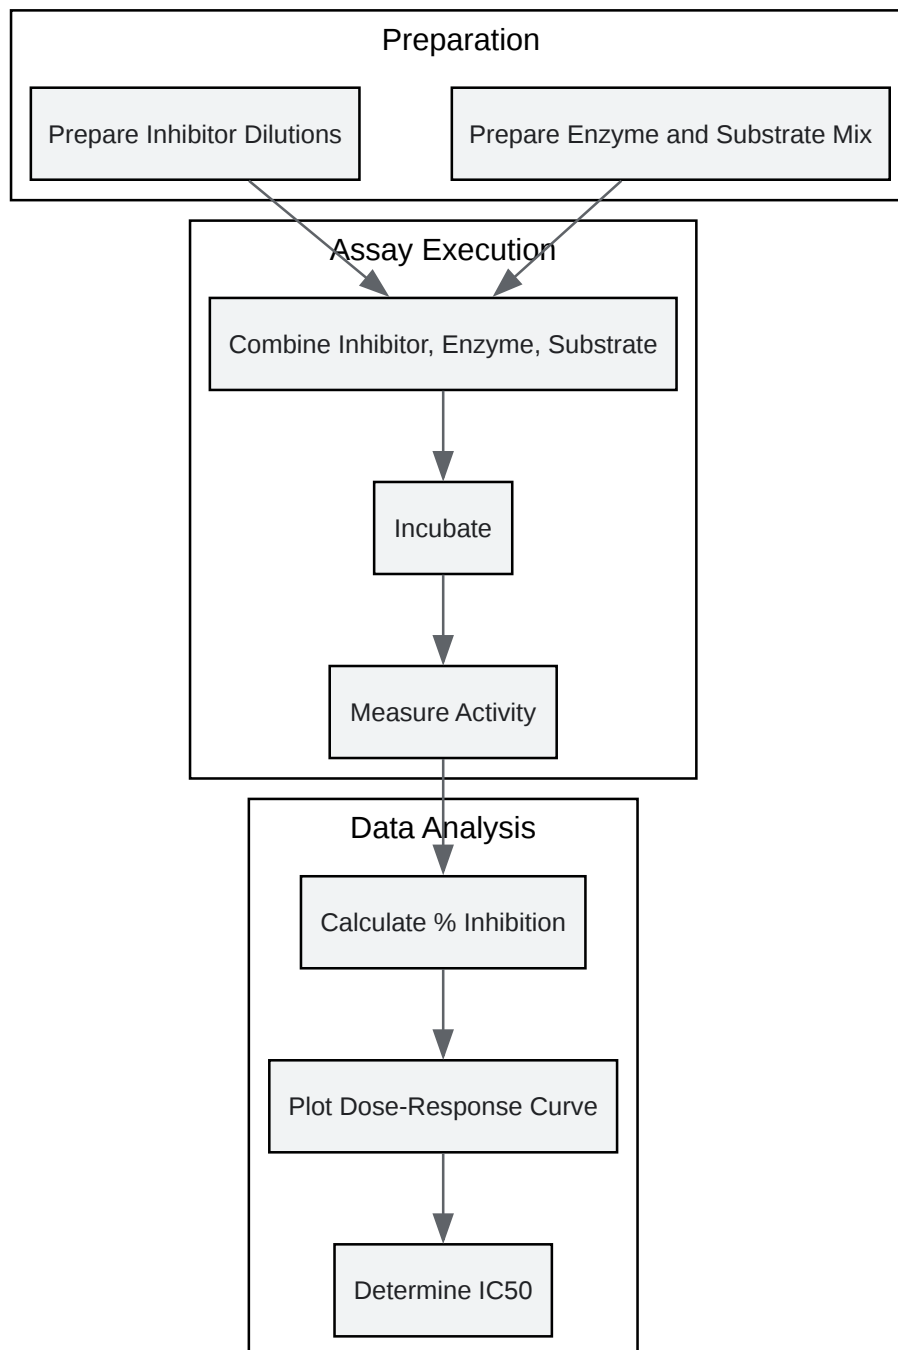 Preparation
Prepare Inhibitor Dilutions
Prepare Enzyme and Substrate Mix
Assay Execution
Combine Inhibitor, Enzyme, Substrate
Incubate
Measure Activity
Data Analysis
Calculate % Inhibition
Plot Dose-Response Curve
Determine IC50